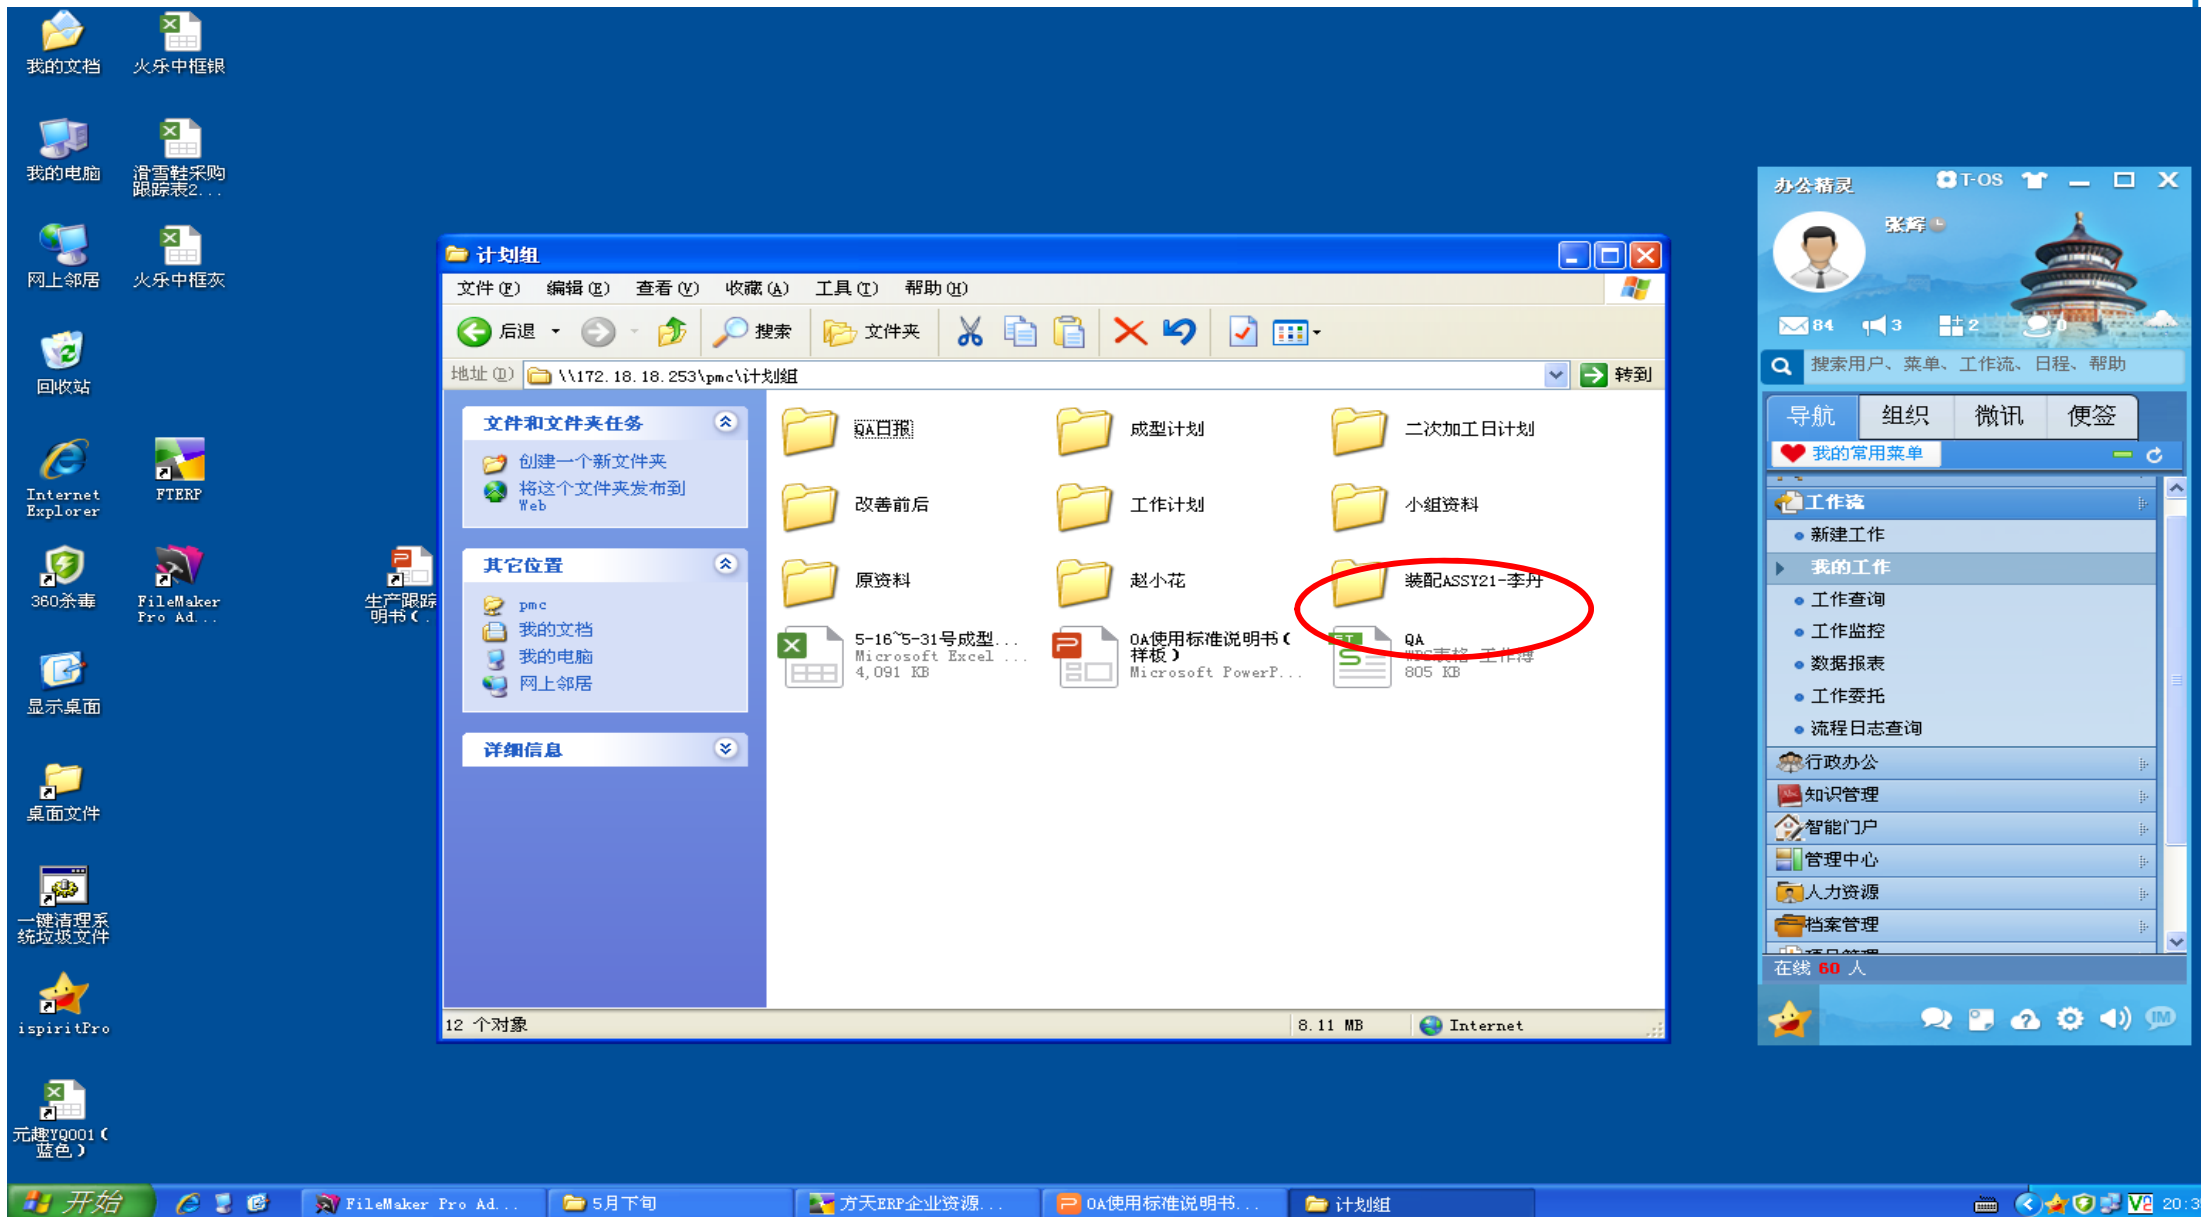 我的文档
火乐中框银
我的电脑
滑雪鞋采购
跟踪表2...
网上邻居
火乐中框灰
回收站
Internet
Explorer
FTERP
360杀毒
FileMaker
Pro Ad...
生产跟踪
明书(.
显示桌面
桌面文件
一键清理系
统垃圾文件
ispiritPro
元趣YQ001(
蓝色)
计划组
文件(F) 编辑(E) 查看(V) 收藏(A) 工具(T) 帮助(H)
后退 搜索 文件夹
地址(D) \\172.18.18.253\pmc\计划组 转到
文件和文件夹任务
创建一个新文件夹
将这个文件夹发布到
Web
其它位置
pmc
我的文档
我的电脑
网上邻居
详细信息
QA日报
成型计划
二次加工日计划
改善前后
工作计划
小组资料
原资料
赵小花
装配ASSY21-李丹
5-16~5-31号成型...
Microsoft Excel ...
4,091 KB
OA使用标准说明书(
样板)
Microsoft PowerP...
QA
WPS表格 工作簿
805 KB
12 个对象
8.11 MB
Internet
办公精灵
T-OS
张辉
84 3 2 0
搜索用户、菜单、工作流、日程、帮助
导航 组织 微讯 便签
我的常用菜单
工作流
新建工作
我的工作
工作查询
工作监控
数据报表
工作委托
流程日志查询
行政办公
知识管理
智能门户
管理中心
人力资源
档案管理
在线 60 人
IM
开始
FileMaker Pro Ad...
5月下旬
方天ERP企业资源...
OA使用标准说明书...
计划组
20:3